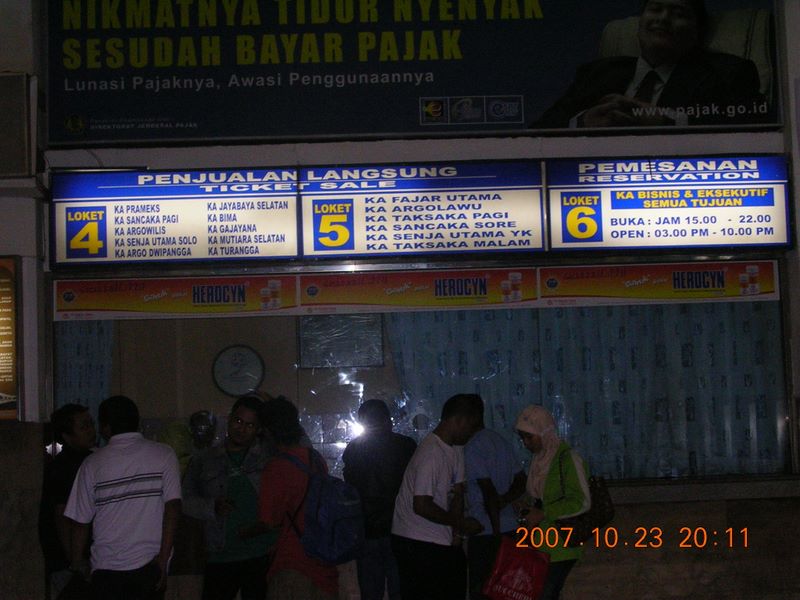 NIKMATNYA TIDUR NYENYAK
SESUDAH BAYAR PAJAK
Lunasi Pajaknya, Awasi Penggunaannya
DIREKTORAT JENDERAL PAJAK
www.pajak.go.id
PENJUALAN LANGSUNG
TICKET SALE
LOKET
4
KA PRAMEKS
KA SANCAKA PAGI
KA ARGOWILIS
KA SENJA UTAMA SOLO
KA ARGO DWIPANGGA
KA JAYABAYA SELATAN
KA BIMA
KA GAJAYANA
KA MUTIARA SELATAN
KA TURANGGA
LOKET
5
KA FAJAR UTAMA
KA ARGOLAWU
KA TAKSAKA PAGI
KA SANCAKA SORE
KA SENJA UTAMA YK
KA TAKSAKA MALAM
PEMESANAN
RESERVATION
LOKET
6
KA BISNIS & EKSEKUTIF
SEMUA TUJUAN
BUKA : JAM 15.00 - 22.00
OPEN : 03.00 PM - 10.00 PM
HEROCYN
HEROCYN
HEROCYN
2007.10.23 20:11